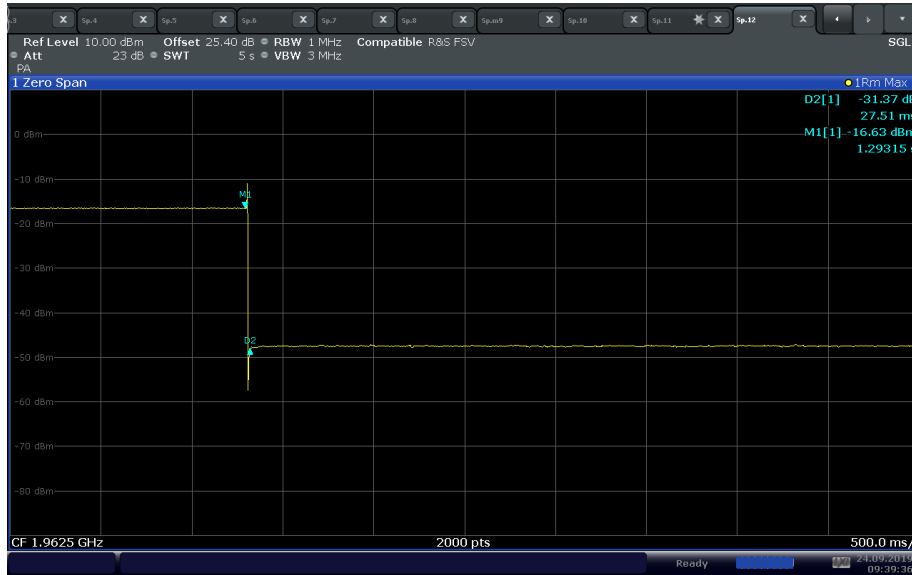 .3 X Sp.4 X Sp.5 X Sp.6 X Sp.7 X Sp.8 X Sp.m9 X Sp.10 X Sp.11 X Sp.12 X
Ref Level 10.00 dBm Offset 25.40 dB RBW 1 MHz Compatible R&S FSV SGL
Att 23 dB SWT 5 s VBW 3 MHz
PA
1 Zero Span 1Rm Max
D2[1] -31.37 dB
27.51 ms
0 dBm M1[1] -16.63 dBm
1.29315 s
-10 dBm
M1
-20 dBm
-30 dBm
-40 dBm
D2
-50 dBm
-60 dBm
-70 dBm
-80 dBm
CF 1.9625 GHz 2000 pts 500.0 ms/
Ready 24.09.2019
09:39:36